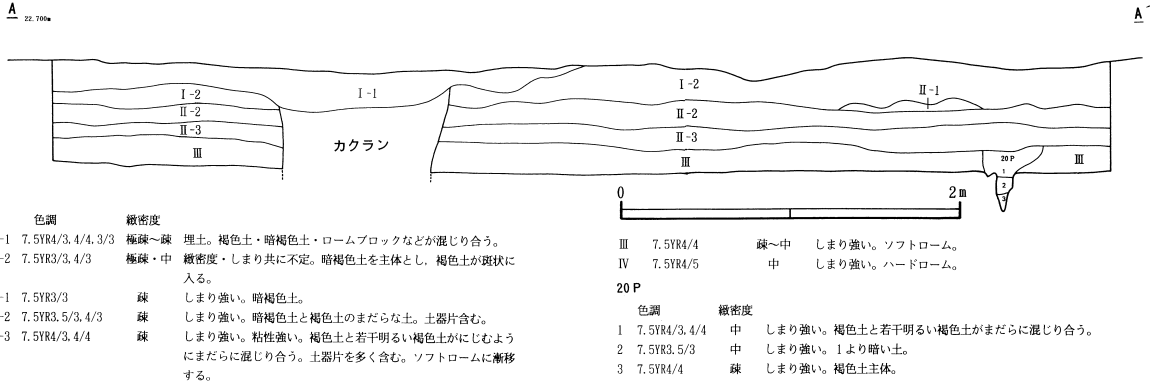 A
22.700m
A´
Ⅰ-1
Ⅰ-2
Ⅰ-2
Ⅱ-1
Ⅱ-2
Ⅱ-2
Ⅱ-3
Ⅱ-3
カクラン
Ⅲ
Ⅲ
Ⅲ
20P
1
2
3
0 2m
色調 緻密度
-1 7.5YR4/3.4/4.3/3 極疎~疎 埋土。褐色土・暗褐色土・ロームブロックなどが混じり合う。
-2 7.5YR3/3,4/3 極疎・中 緻密度・しまり共に不定。暗褐色土を主体とし,褐色土が斑状に
入る。
-1 7.5YR3/3 疎 しまり強い。暗褐色土。
-2 7.5YR3.5/3,4/3 疎 しまり強い。暗褐色土と褐色土のまだらな土。土器片含む。
-3 7.5YR4/3,4/4 疎 しまり強い。粘性強い。褐色土と若干明るい褐色土がにじむよう
にまだらに混じり合う。土器片を多く含む。ソフトロームに漸移
する。
Ⅲ 7.5YR4/4 疎~中 しまり強い。ソフトローム。
Ⅳ 7.5YR4/5 中 しまり強い。ハードローム。
20P
色調 緻密度
1 7.5YR4/3,4/4 中 しまり強い。褐色土と若干明るい褐色土がまだらに混じり合う。
2 7.5YR3.5/3 中 しまり強い。1より暗い土。
3 7.5YR4/4 疎 しまり強い。褐色土主体。